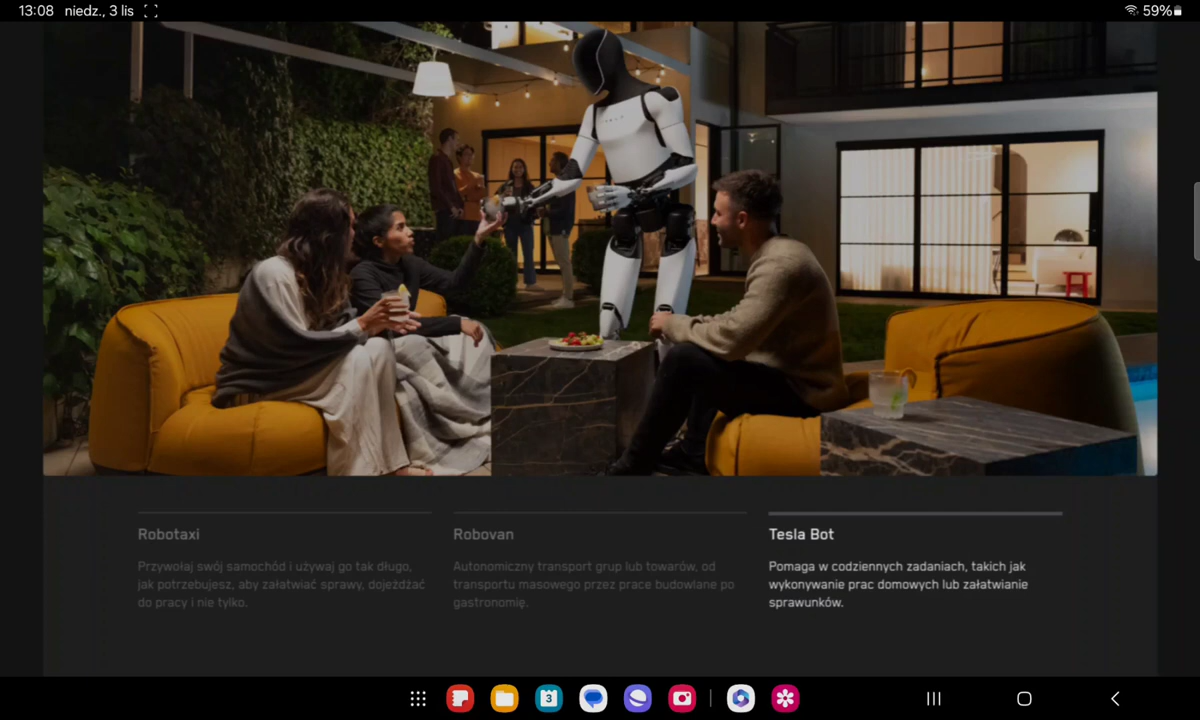 13:08 niedz., 3 lis 59%
TESLA
Robotaxi
Przywołaj swój samochód i używaj go tak długo,
jak potrzebujesz, aby załatwiać sprawy, dojeżdżać
do pracy i nie tylko.
Robovan
Autonomiczny transport grup lub towarów, od
transportu masowego przez prace budowlane po
gastronomię.
Tesla Bot
Pomaga w codziennych zadaniach, takich jak
wykonywanie prac domowych lub załatwianie
sprawunków.
3